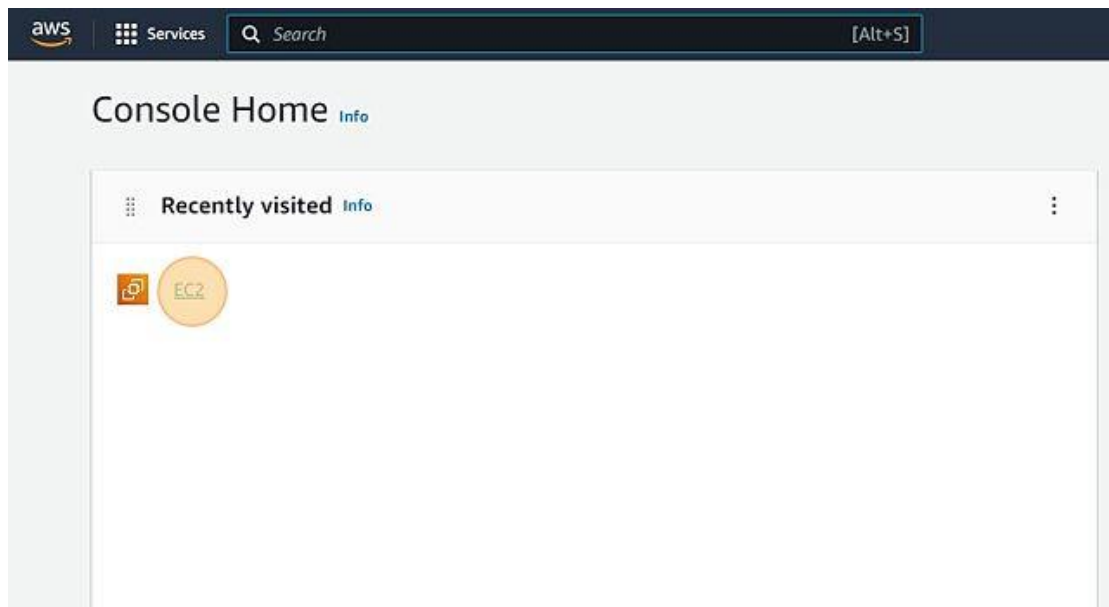 aws Services Search [Alt+S]
Console Home Info
Recently visited Info
EC2